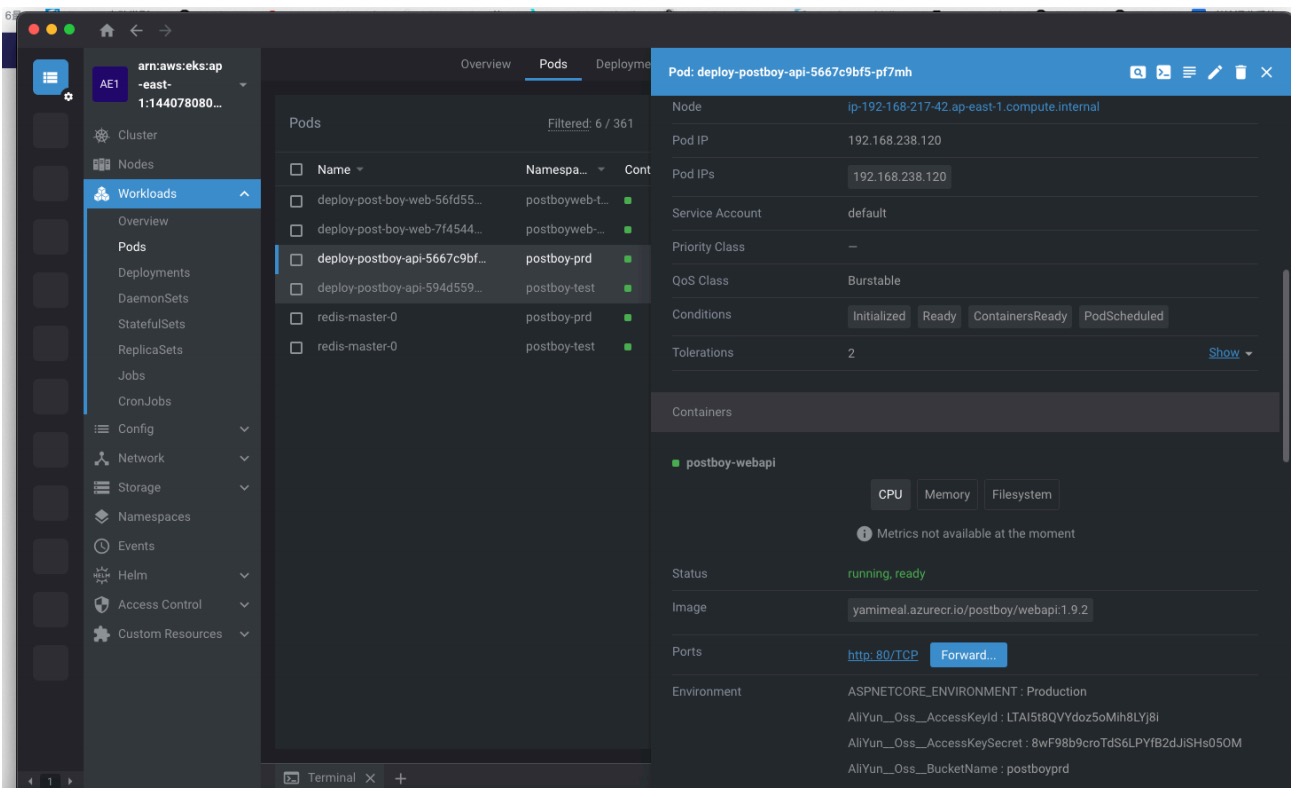 AE1
arn:aws:eks:ap
-east-
1:144078080...
Cluster
Nodes
Workloads
Overview
Pods
Deployments
DaemonSets
StatefulSets
ReplicaSets
Jobs
CronJobs
Config
Network
Storage
Namespaces
Events
Helm
Access Control
Custom Resources
1
Overview Pods Deployme
Pods Filtered: 6 / 361
Name Namespa... Cont
deploy-post-boy-web-56fd55... postboyweb-t...
deploy-post-boy-web-7f4544... postboyweb-...
deploy-postboy-api-5667c9bf... postboy-prd
deploy-postboy-api-594d559... postboy-test
redis-master-0 postboy-prd
redis-master-0 postboy-test
Terminal
Pod: deploy-postboy-api-5667c9bf5-pf7mh
Node ip-192-168-217-42.ap-east-1.compute.internal
Pod IP 192.168.238.120
Pod IPs 192.168.238.120
Service Account default
Priority Class —
QoS Class Burstable
Conditions Initialized Ready ContainersReady PodScheduled
Tolerations 2 Show
Containers
postboy-webapi
CPU Memory Filesystem
Metrics not available at the moment
Status running, ready
Image yamimeal.azurecr.io/postboy/webapi:1.9.2
Ports http: 80/TCP Forward...
Environment ASPNETCORE_ENVIRONMENT : Production
AliYun__Oss__AccessKeyId : LTAI5t8QVYdoz5oMih8LYj8i
AliYun__Oss__AccessKeySecret : 8wF98b9croTdS6LPYfB2dJiSHs05OM
AliYun__Oss__BucketName : postboyprd